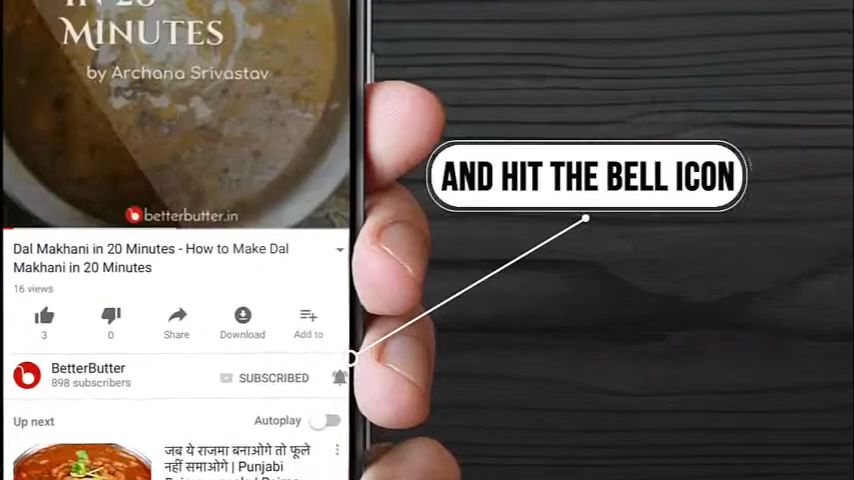 MINUTES
by Archana Srivastav
betterbutter.in
AND HIT THE BELL ICON
Dal Makhani in 20 Minutes - How to Make Dal
Makhani in 20 Minutes
16 views
3
0
Share
Download
Add to
BetterButter
898 subscribers
SUBSCRIBED
Up next
Autoplay
जब ये राजमा बनाओगे तो फूले
नहीं समाओगे | Punjabi